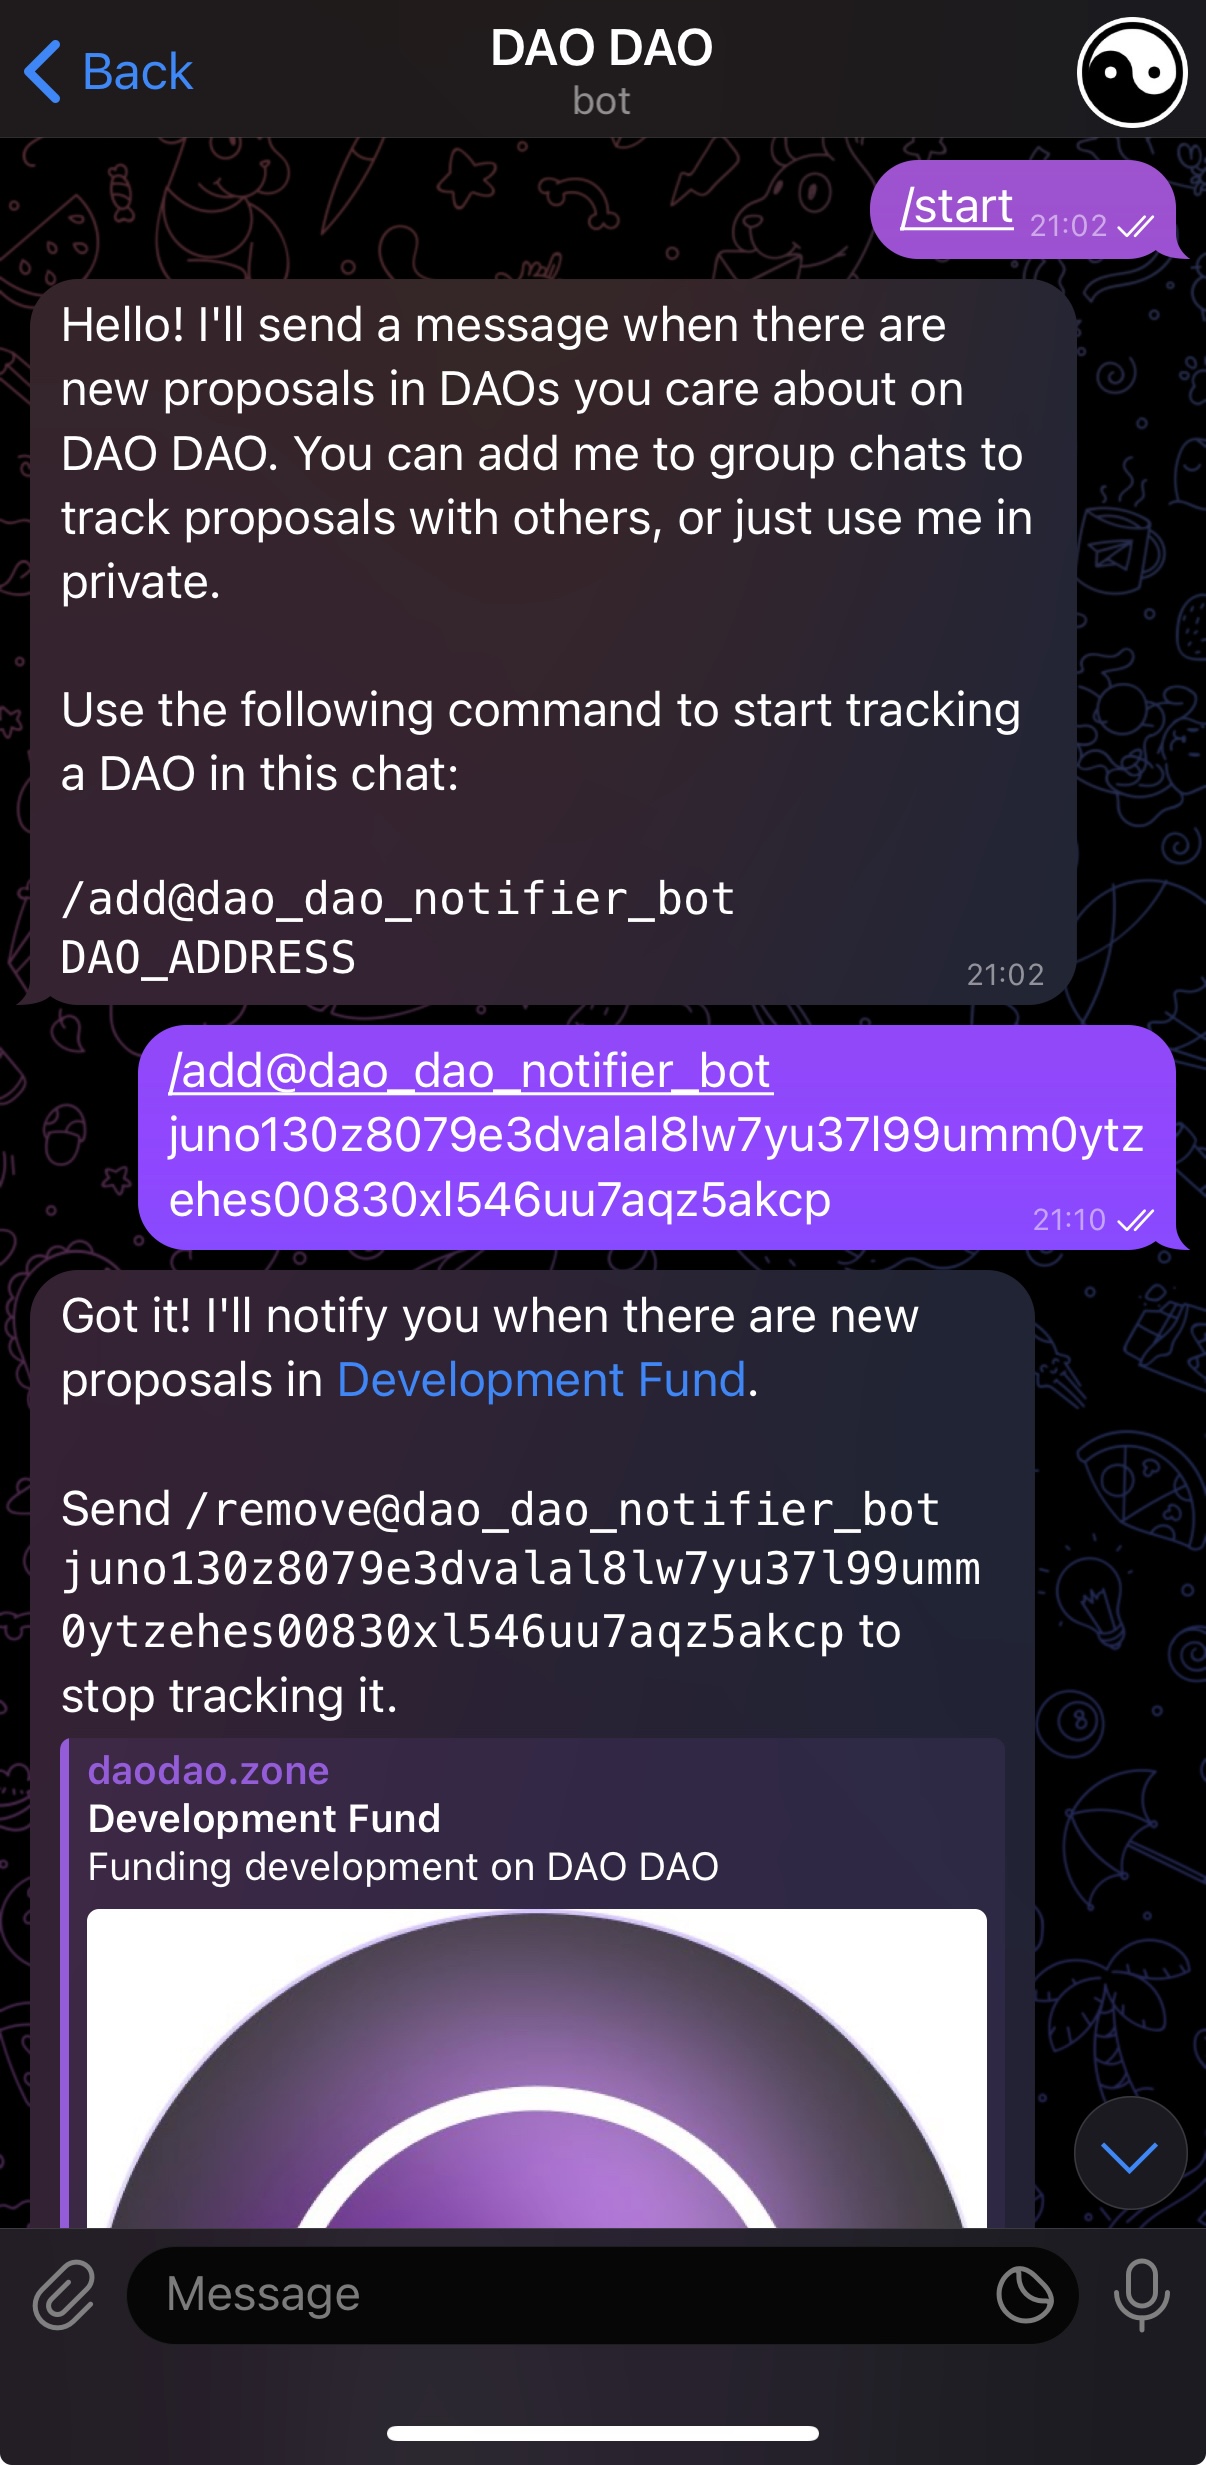 Back
DAO DAO
bot
/start 21:02
Hello! I'll send a message when there are
new proposals in DAOs you care about on
DAO DAO. You can add me to group chats to
track proposals with others, or just use me in
private.
Use the following command to start tracking
a DAO in this chat:
/add@dao_dao_notifier_bot
DAO_ADDRESS
21:02
/add@dao_dao_notifier_bot
juno130z8079e3dvalal8lw7yu37l99umm0ytz
ehes00830xl546uu7aqz5akcp
21:10
Got it! I'll notify you when there are new
proposals in Development Fund.
Send /remove@dao_dao_notifier_bot
juno130z8079e3dvalal8lw7yu37l99umm
0ytzehes00830xl546uu7aqz5akcp to
stop tracking it.
daodao.zone
Development Fund
Funding development on DAO DAO
Message